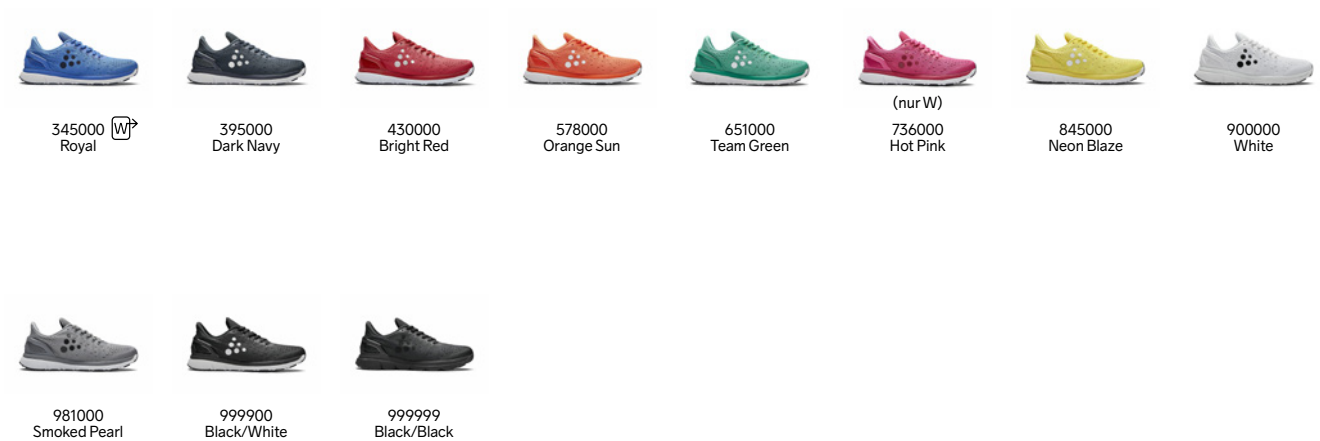 (nur W)
345000 W
Royal
395000
Dark Navy
430000
Bright Red
578000
Orange Sun
651000
Team Green
736000
Hot Pink
845000
Neon Blaze
900000
White
981000
Smoked Pearl
999900
Black/White
999999
Black/Black